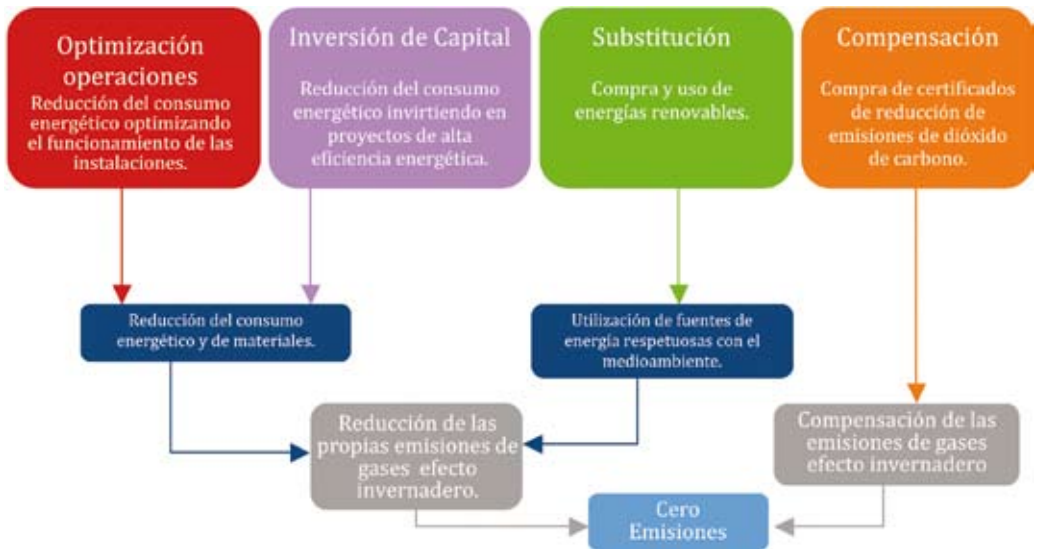 Optimización
operaciones
Reducción del consumo
energético optimizando
el funcionamiento de las
instalaciones.
Inversión de Capital
Reducción del consumo
energético invirtiendo en
proyectos de alta
eficiencia energética.
Substitución
Compra y uso de
energías renovables.
Compensación
Compra de certificados
de reducción de
emisiones de dióxido
de carbono.
Reducción del consumo
energético y de materiales.
Utilización de fuentes de
energía respetuosas con el
medioambiente.
Reducción de las
propias emisiones de
gases efecto
invernadero.
Compensación de las
emisiones de gases
efecto invernadero
Cero
Emisiones